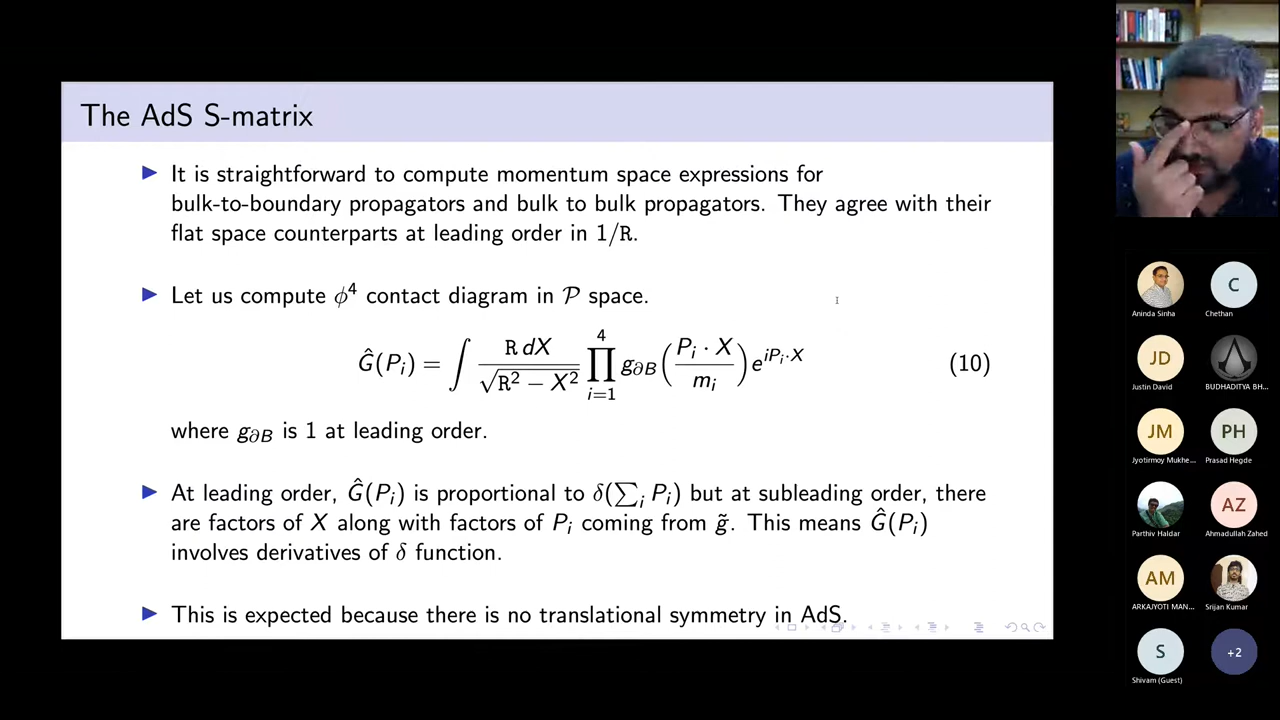 The AdS S-matrix
▶ It is straightforward to compute momentum space expressions for
bulk-to-boundary propagators and bulk to bulk propagators. They agree with their
flat space counterparts at leading order in 1/R.
▶ Let us compute ϕ⁴ contact diagram in 𝒫 space.
Ĝ(Pᵢ) = ∫ R dX / √(R² − X²) ∏ᵢ₌₁⁴ g∂B(Pᵢ · X / mᵢ) e^{iPᵢ·X} (10)
where g∂B is 1 at leading order.
▶ At leading order, Ĝ(Pᵢ) is proportional to δ(∑ᵢ Pᵢ) but at subleading order, there
are factors of X along with factors of Pᵢ coming from g̃. This means Ĝ(Pᵢ)
involves derivatives of δ function.
▶ This is expected because there is no translational symmetry in AdS.
Aninda Sinha
C
Chethan
JD
Justin David
BUDHADITYA BH...
JM
Jyotirmoy Mukhe...
PH
Prasad Hegde
Parthiv Haldar
AZ
Ahmadullah Zahed
AM
ARKAJYOTI MAN...
Srijan Kumar
S
Shivam (Guest)
+2